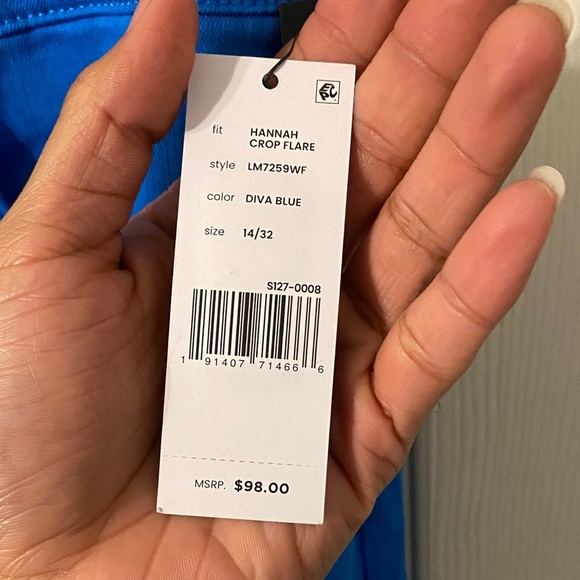 fit HANNAH
CROP FLARE
style LM7259WF
color DIVA BLUE
size 14/32
S127-0008
1 91407 71466 6
MSRP. $98.00